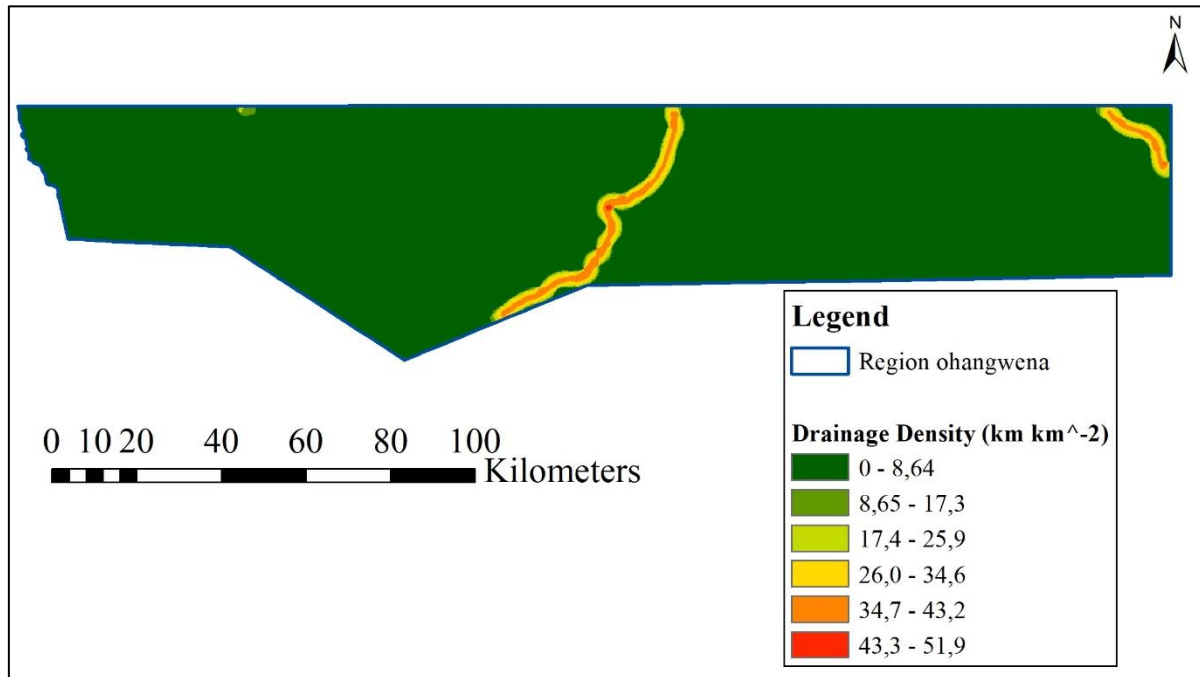 N
Legend
Region ohangwena
Drainage Density (km km^-2)
0 - 8,64
8,65 - 17,3
17,4 - 25,9
26,0 - 34,6
34,7 - 43,2
43,3 - 51,9
0 10 20 40 60 80 100
Kilometers